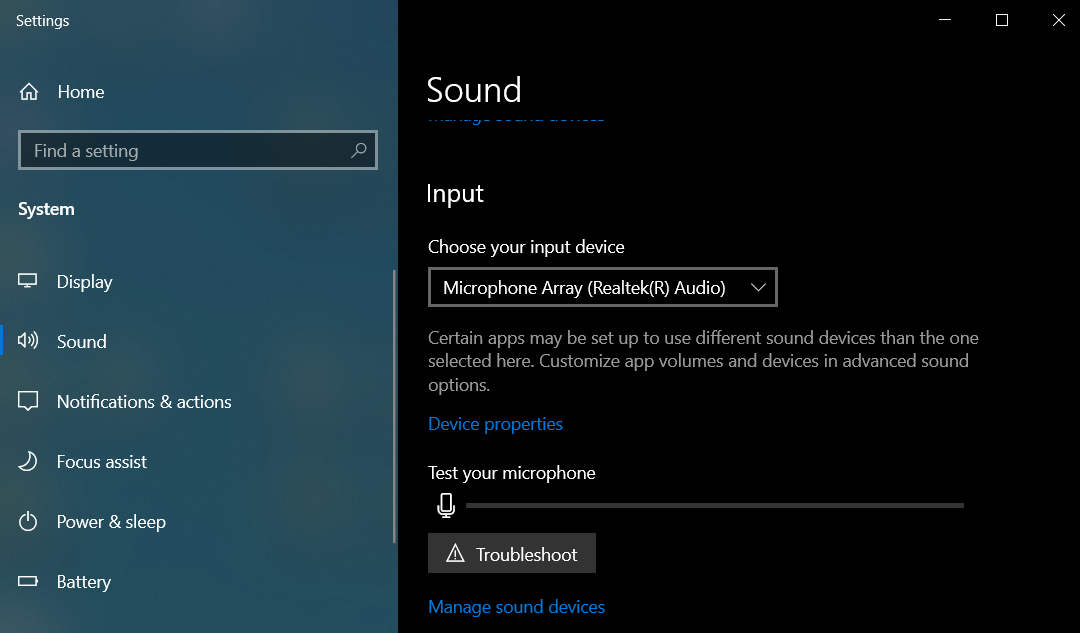 Settings
Home
Find a setting
System
Display
Sound
Notifications & actions
Focus assist
Power & sleep
Battery
Sound
Manage sound devices
Input
Choose your input device
Microphone Array (Realtek(R) Audio)
Certain apps may be set up to use different sound devices than the one
selected here. Customize app volumes and devices in advanced sound
options.
Device properties
Test your microphone
Troubleshoot
Manage sound devices